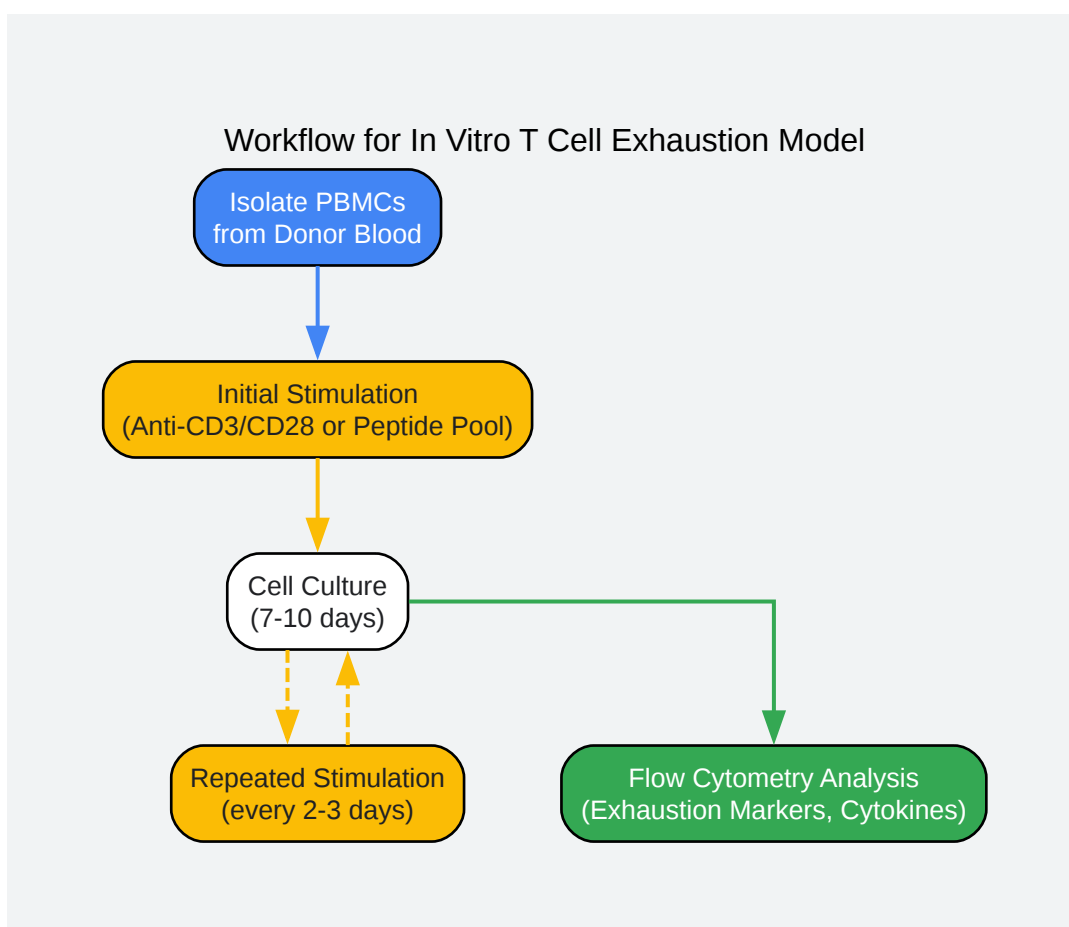 Workflow for In Vitro T Cell Exhaustion Model
Isolate PBMCs
from Donor Blood
Initial Stimulation
(Anti-CD3/CD28 or Peptide Pool)
Cell Culture
(7-10 days)
Repeated Stimulation
(every 2-3 days)
Flow Cytometry Analysis
(Exhaustion Markers, Cytokines)